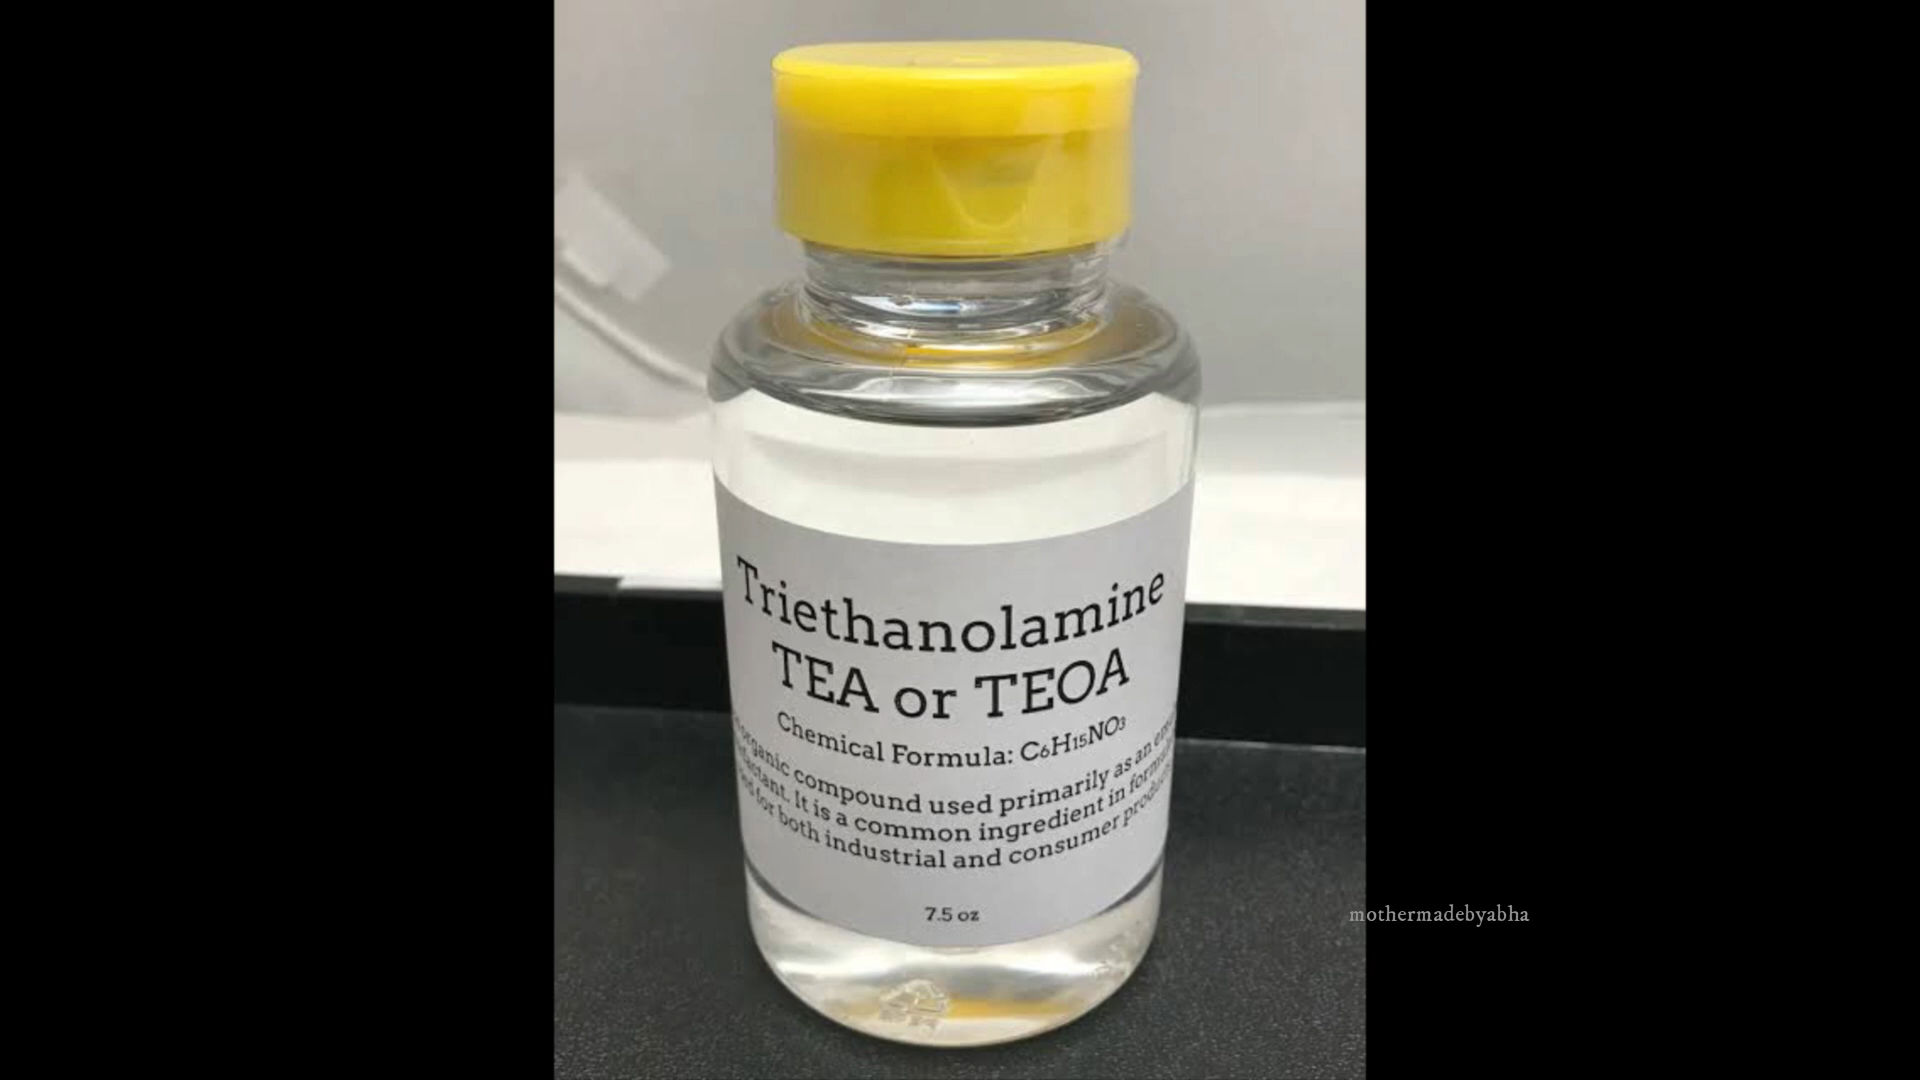 Triethanolamine
TEA or TEOA
Chemical Formula: C₆H₁₅NO₃
organic compound used primarily as an
It is a common ingredient in
for both industrial and consumer
7.5 oz
mothermadebyabha